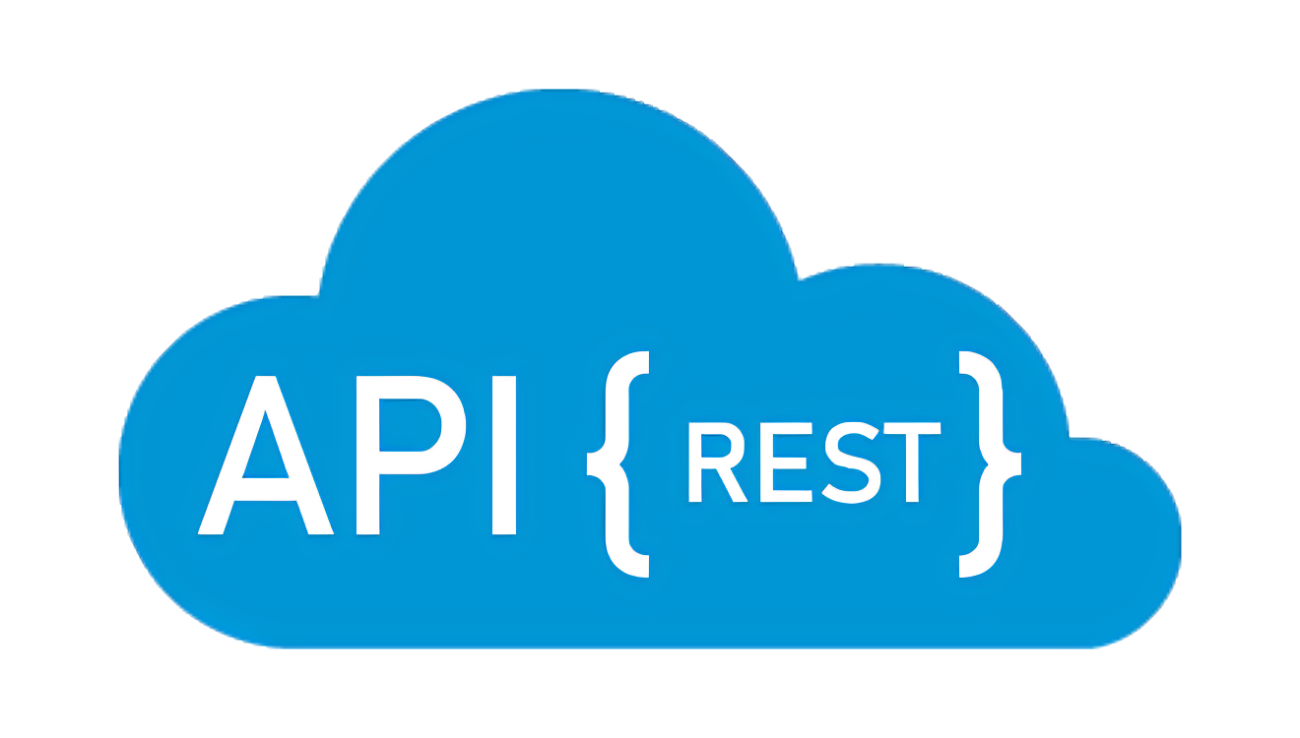 API { REST }